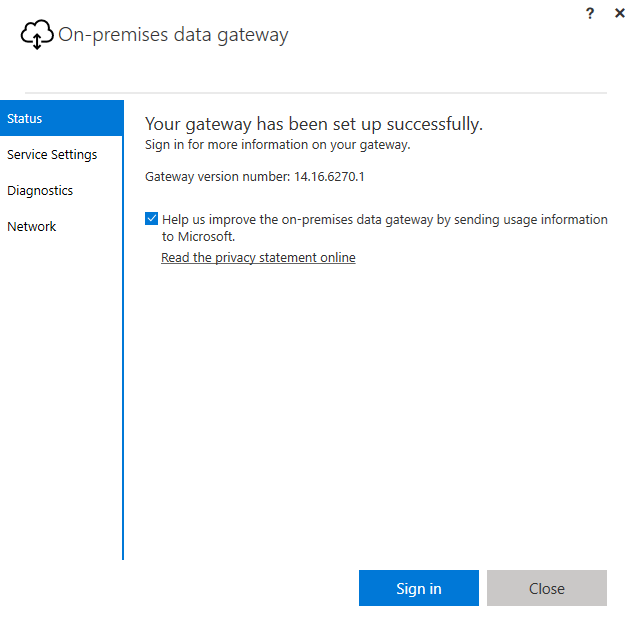 ? ×
On-premises data gateway
Status
Service Settings
Diagnostics
Network
Your gateway has been set up successfully.
Sign in for more information on your gateway.
Gateway version number: 14.16.6270.1
Help us improve the on-premises data gateway by sending usage information
to Microsoft.
Read the privacy statement online
Sign in
Close